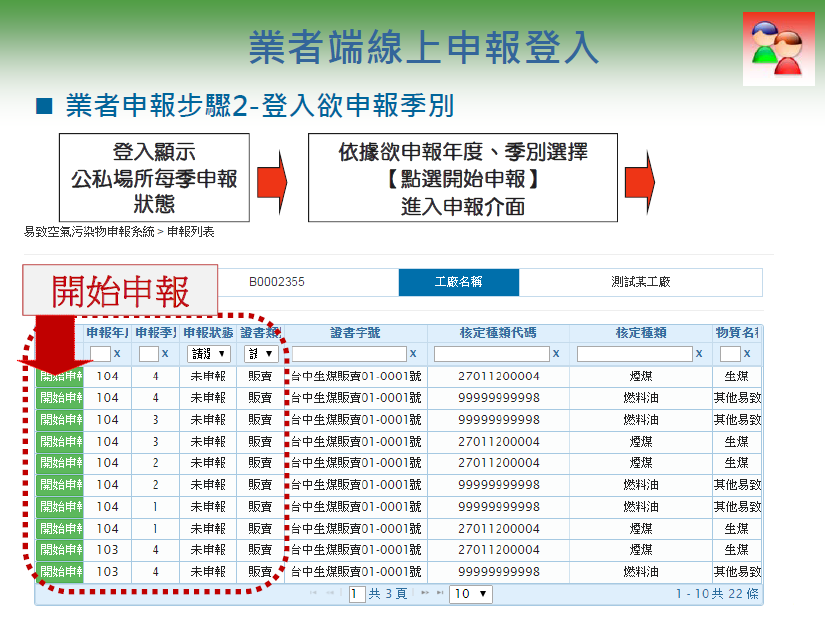 業者端線上申報登入
業者申報步驟2-登入欲申報季別
登入顯示
公私場所每季申報
狀態
依據欲申報年度、季別選擇
【點選開始申報】
進入申報介面
易致空氣污染物申報系統 > 申報列表
開始申報
B0002355 工廠名稱 測試某工廠
申報年 申報季 申報狀態 證書類 證書字號 核定種類代碼 核定種類 物質名
x x 請選 ▼ 請 ▼ x x x x
開始申報 104 4 未申報 販賣 台中生煤販賣01-0001號 27011200004 煙煤 生煤
開始申報 104 4 未申報 販賣 台中生煤販賣01-0001號 99999999998 燃料油 其他易致
開始申報 104 3 未申報 販賣 台中生煤販賣01-0001號 99999999998 燃料油 其他易致
開始申報 104 3 未申報 販賣 台中生煤販賣01-0001號 27011200004 煙煤 生煤
開始申報 104 2 未申報 販賣 台中生煤販賣01-0001號 27011200004 煙煤 生煤
開始申報 104 2 未申報 販賣 台中生煤販賣01-0001號 99999999998 燃料油 其他易致
開始申報 104 1 未申報 販賣 台中生煤販賣01-0001號 99999999998 燃料油 其他易致
開始申報 104 1 未申報 販賣 台中生煤販賣01-0001號 27011200004 煙煤 生煤
開始申報 103 4 未申報 販賣 台中生煤販賣01-0001號 27011200004 煙煤 生煤
開始申報 103 4 未申報 販賣 台中生煤販賣01-0001號 99999999998 燃料油 其他易致
1 共 3 頁 10 ▼ 1 - 10 共 22 條